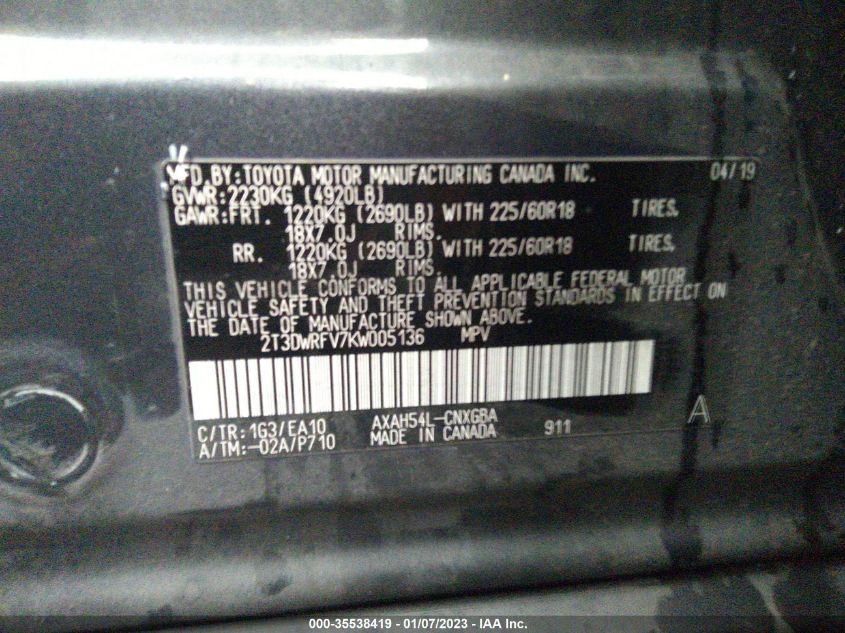 MFD.BY:TOYOTA MOTOR MANUFACTURING CANADA INC. 04/19
GVWR:2230KG (4920LB)
GAWR:FRT. 1220KG (2690LB) WITH 225/60R18 TIRES.
18X7.0J RIMS.
RR. 1220KG (2690LB) WITH 225/60R18 TIRES.
18X7.0J RIMS.
THIS VEHICLE CONFORMS TO ALL APPLICABLE FEDERAL MOTOR
VEHICLE SAFETY AND THEFT PREVENTION STANDARDS IN EFFECT ON
THE DATE OF MANUFACTURE SHOWN ABOVE.
2T3DWRFV7KW005136 MPV
C/TR:1G3/EA10 AXAH54L-CNXGBA A
A/TM:-02A/P710 MADE IN CANADA 911
000-35538419 - 01/07/2023 - IAA Inc.